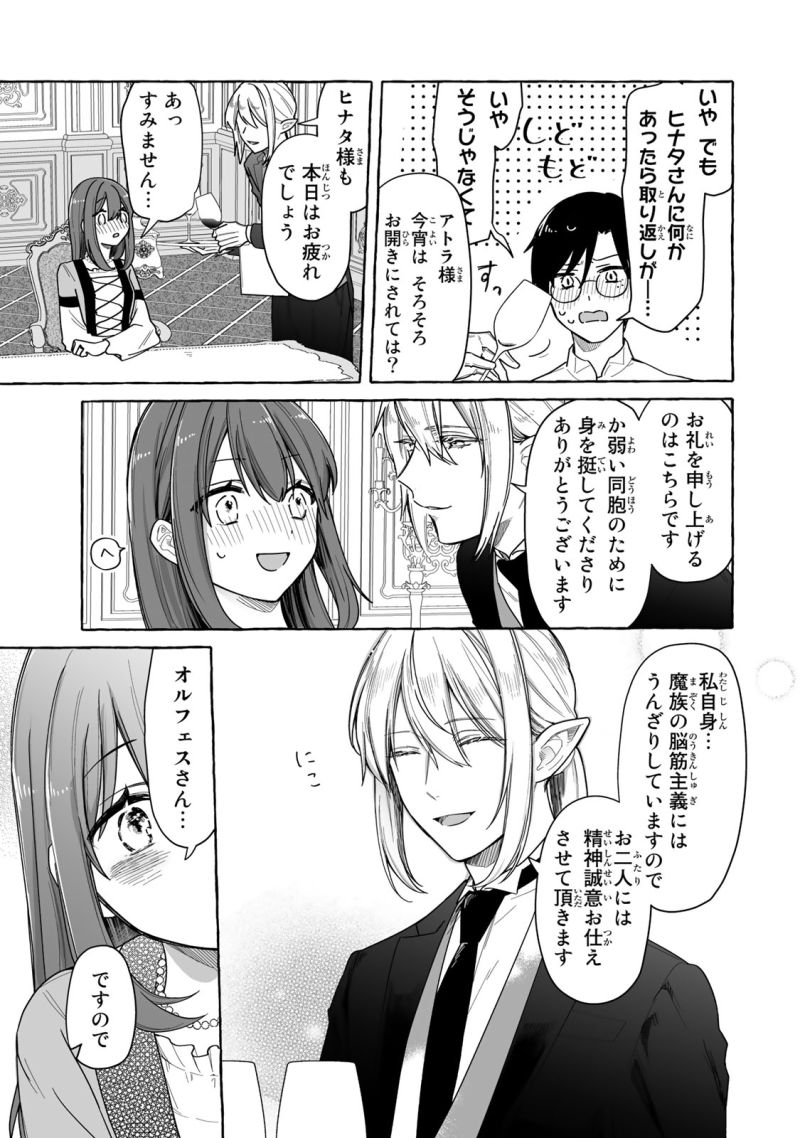 いや でも
ヒナタさんに何か
あったら取り返しが―…!
いや
そうじゃなくて
しど
もど
すっ
アトラ様
今宵は そろそろ
お開きにされては?
ヒナタ様も
本日はお疲れ
でしょう
あっ
すみません…
お礼を申し上げる
のはこちらです
か弱い同胞のために
身を挺してくださり
ありがとうございます
へ
私自身…
魔族の脳筋主義には
うんざりしていますので
お二人には
精神誠意お仕え
させて頂きます
にこ
オルフェスさん…
ですので